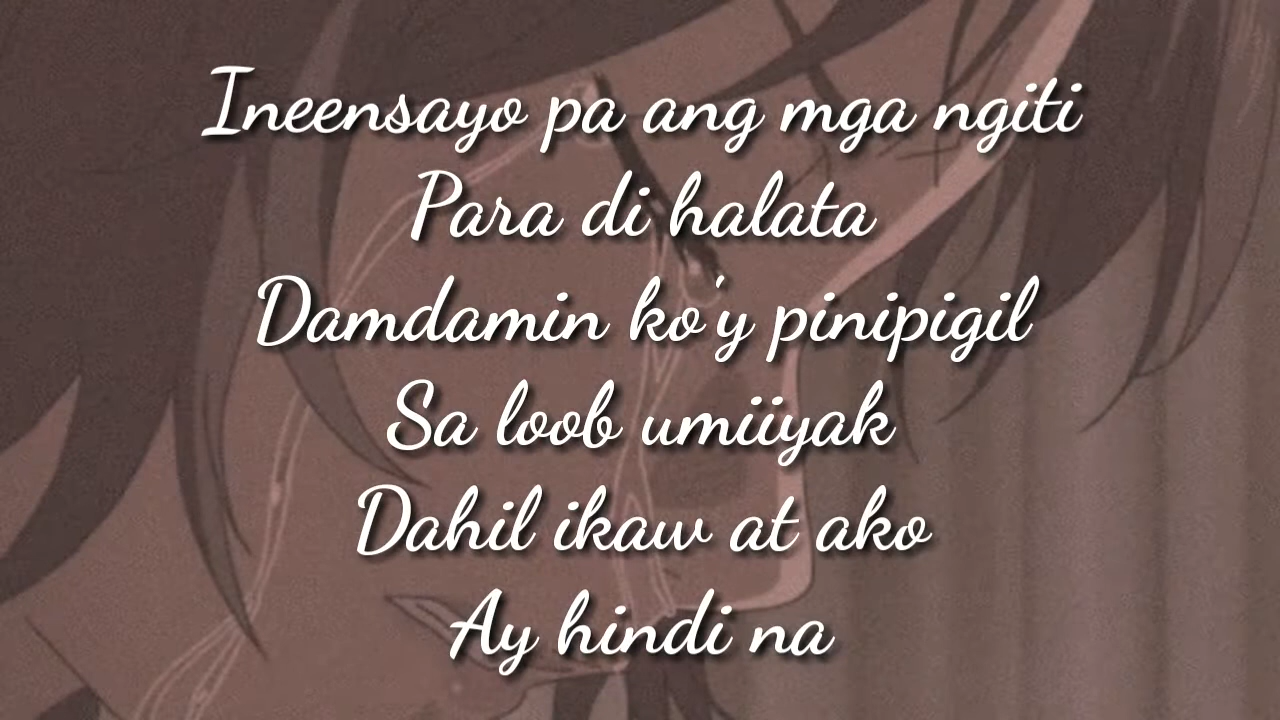 Ineensayo pa ang mga ngiti
Para di halata
Damdamin ko'y pinipigil
Sa loob umiiyak
Dahil ikaw at ako
Ay hindi na